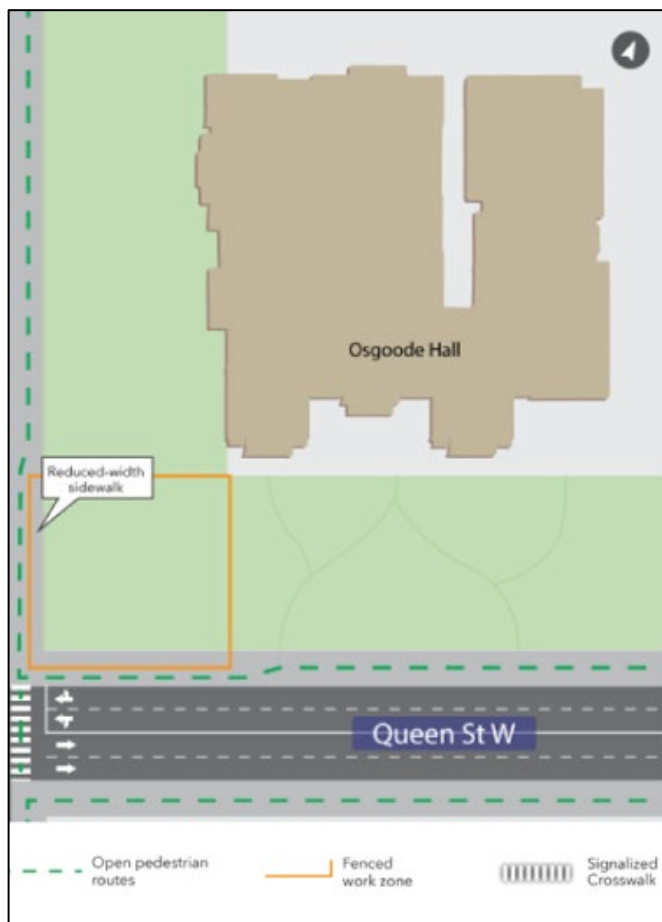 Osgoode Hall
Reduced-width
sidewalk
Queen St W
Open pedestrian
routes
Fenced
work zone
Signalized
Crosswalk